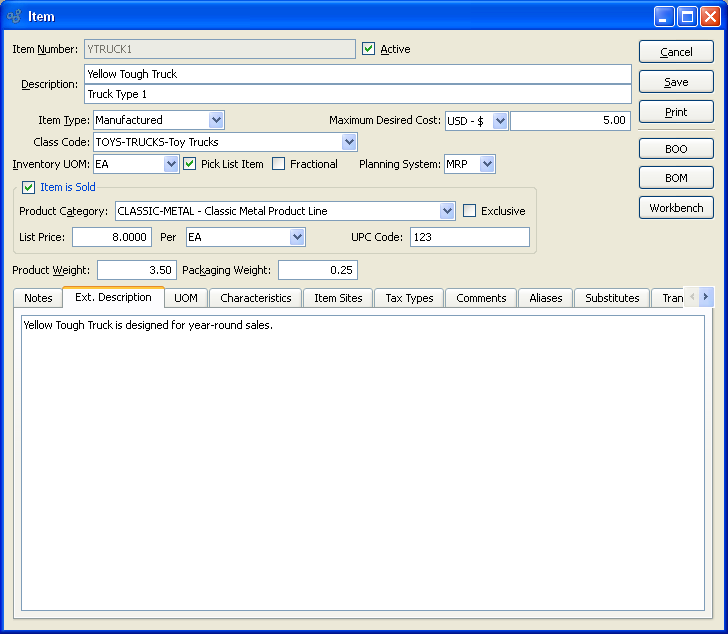 Item
Item Number: YTRUCK1 Active Cancel
Description: Yellow Tough Truck Save
Truck Type 1
Item Type: Manufactured Maximum Desired Cost: USD - $ 5.00 Print
Class Code: TOYS-TRUCKS-Toy Trucks BOO
Inventory UOM: EA Pick List Item Fractional Planning System: MRP BOM
Item is Sold
Product Category: CLASSIC-METAL - Classic Metal Product Line Exclusive Workbench
List Price: 8.0000 Per EA UPC Code: 123
Product Weight: 3.50 Packaging Weight: 0.25
Notes Ext. Description UOM Characteristics Item Sites Tax Types Comments Aliases Substitutes Tran
Yellow Tough Truck is designed for year-round sales.